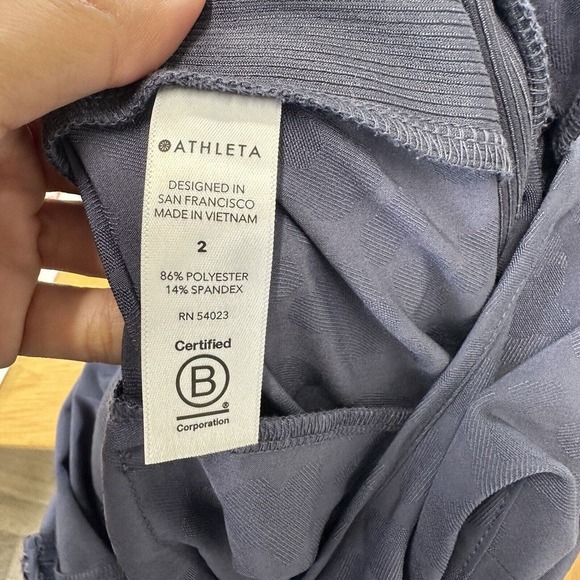 ATHLETA
DESIGNED IN
SAN FRANCISCO
MADE IN VIETNAM
2
86% POLYESTER
14% SPANDEX
RN 54023
Certified
B
®
Corporation